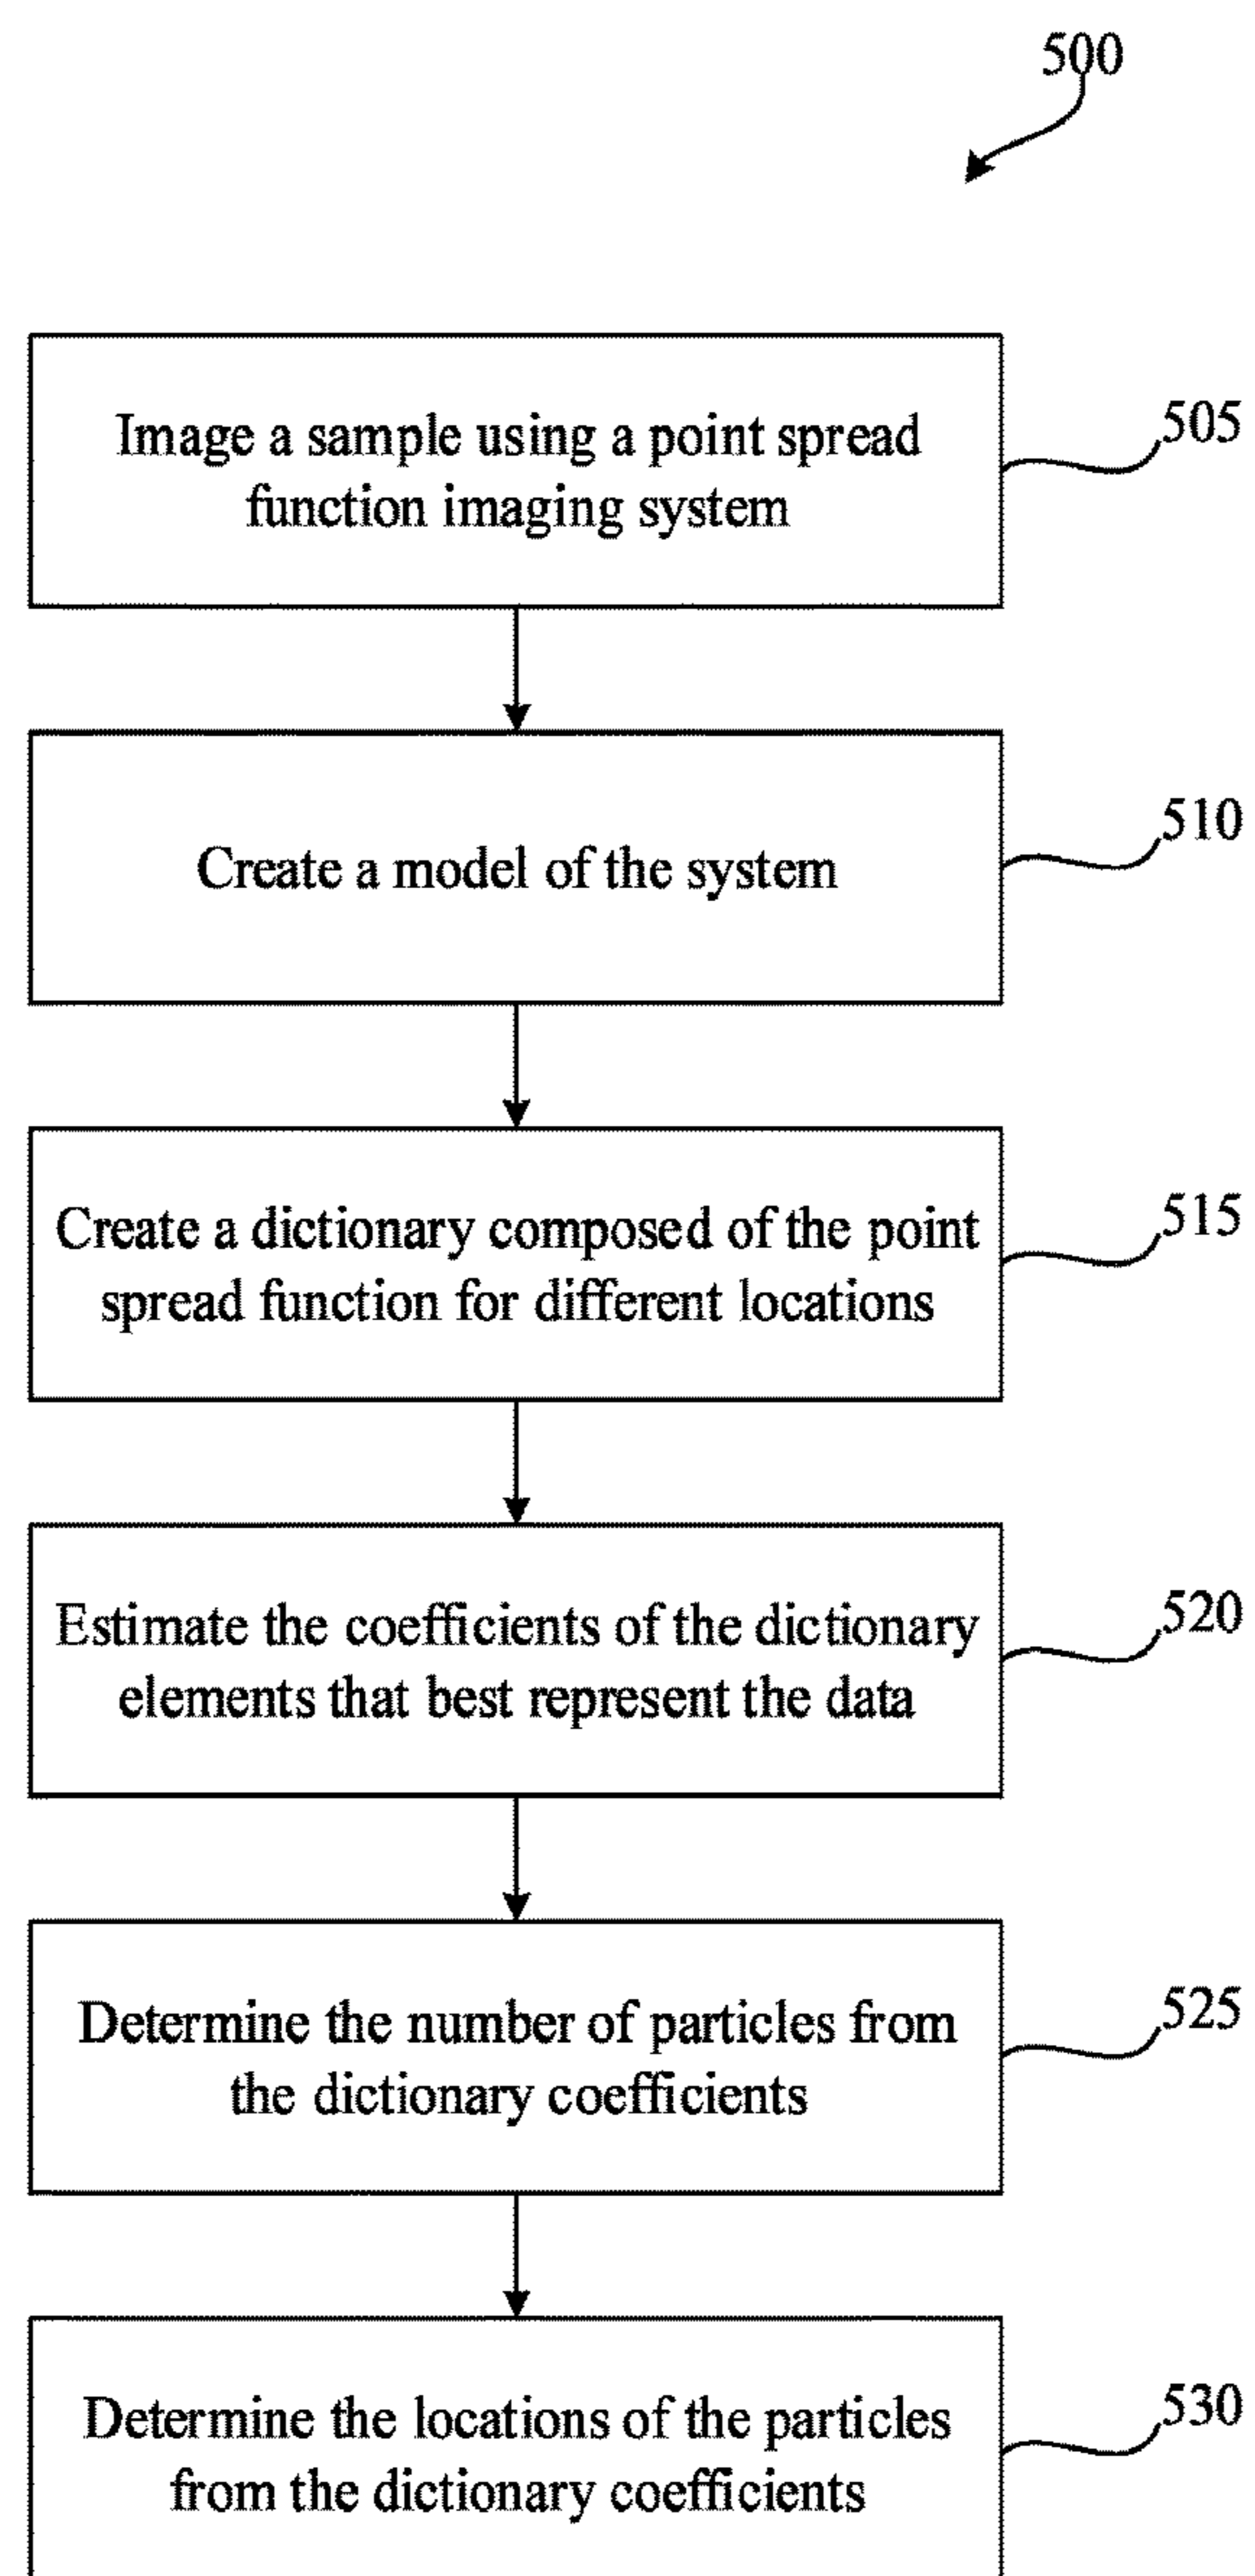 500
Image a sample using a point spread
function imaging system
505
Create a model of the system
510
Create a dictionary composed of the point
spread function for different locations
515
Estimate the coefficients of the dictionary
elements that best represent the data
520
Determine the number of particles from
the dictionary coefficients
525
Determine the locations of the particles
from the dictionary coefficients
530